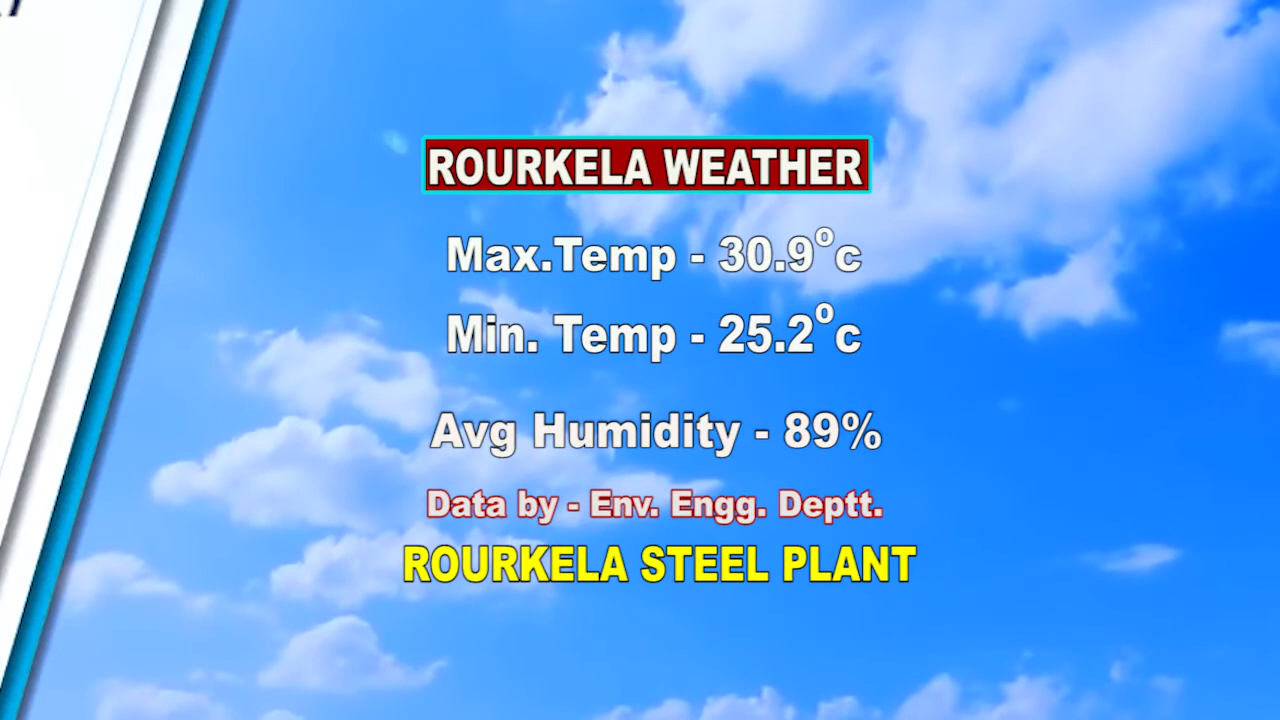 ROURKELA WEATHER
Max.Temp - 30.9°c
Min. Temp - 25.2°c
Avg Humidity - 89%
Data by - Env. Engg. Deptt.
ROURKELA STEEL PLANT